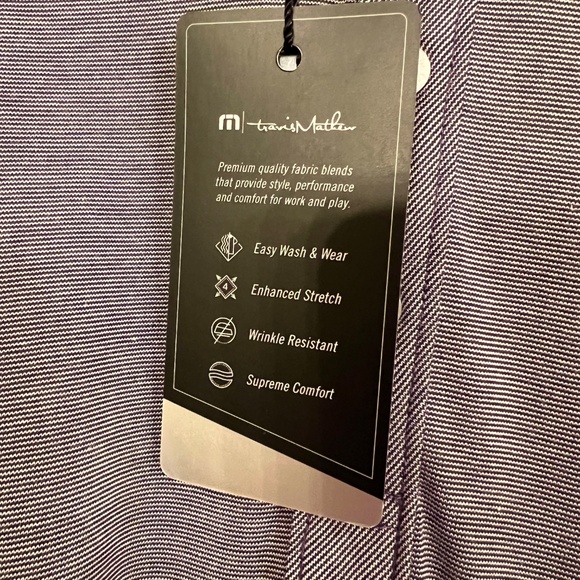 m travisMathew
Premium quality fabric blends
that provide style, performance
and comfort for work and play.
Easy Wash & Wear
4
Enhanced Stretch
Wrinkle Resistant
Supreme Comfort